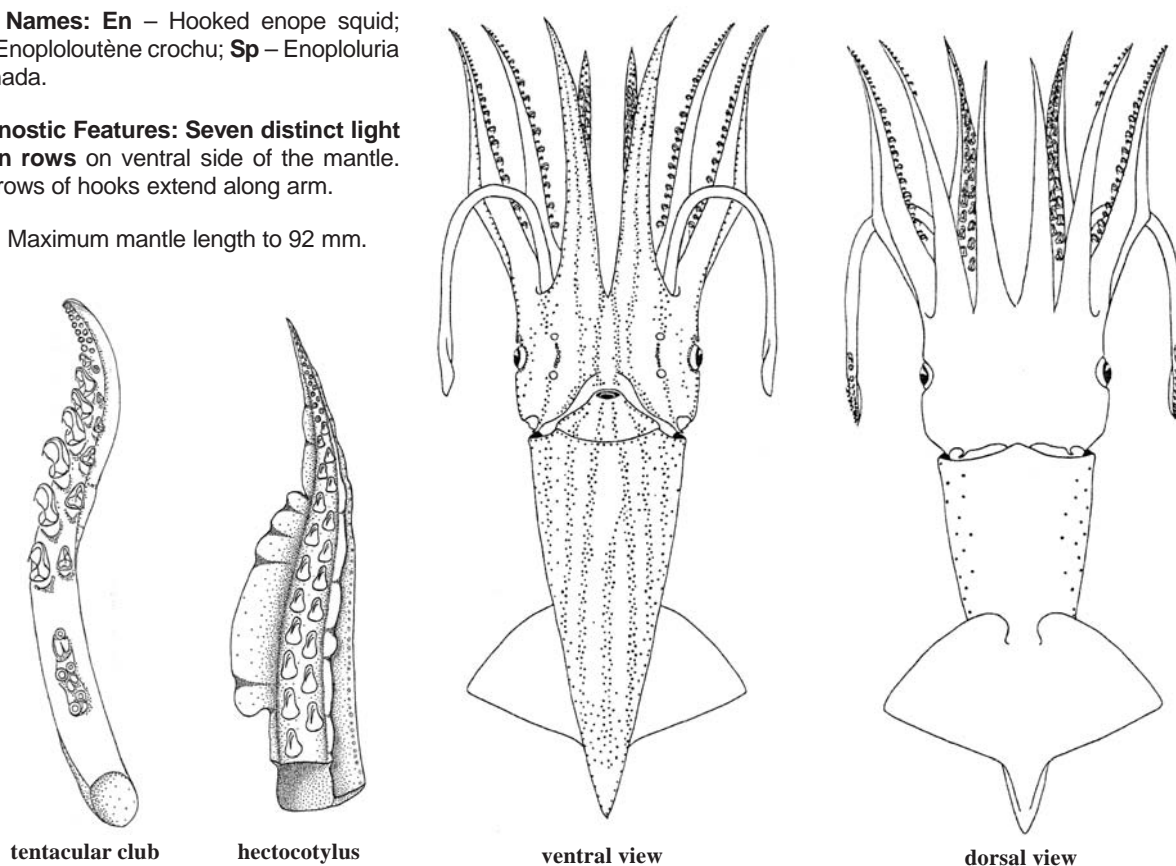 Names: En – Hooked enope squid;
Enoploloutène crochu; Sp – Enoploluria
nada.
nostic Features: Seven distinct light
n rows on ventral side of the mantle.
rows of hooks extend along arm.
Maximum mantle length to 92 mm.
tentacular club
hectocotylus
ventral view
dorsal view